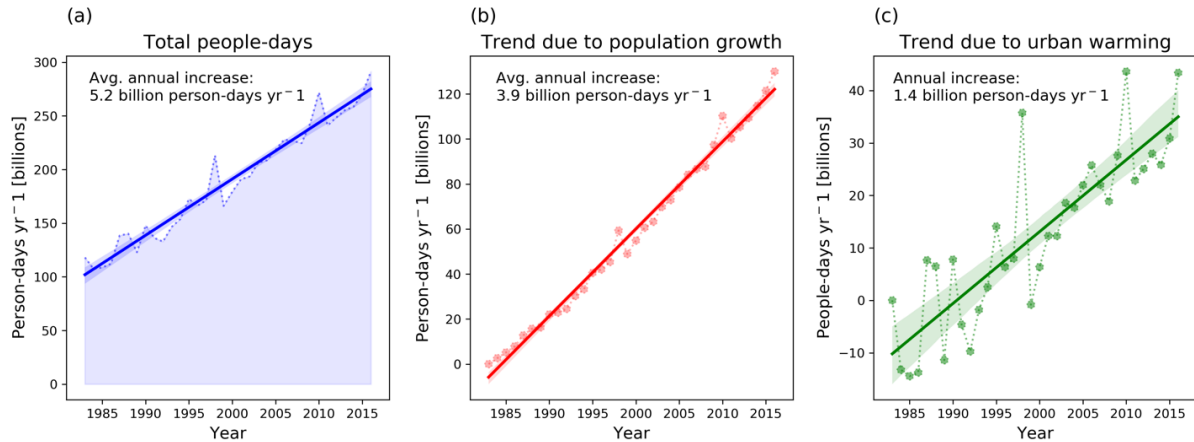 (a)
Total people-days
Avg. annual increase:
5.2 billion person-days yr⁻1
Person-days yr⁻1 [billions]
300
250
200
150
100
50
0
1985 1990 1995 2000 2005 2010 2015
Year
(b)
Trend due to population growth
Avg. annual increase:
3.9 billion person-days yr⁻1
Person-days yr⁻1 [billions]
120
100
80
60
40
20
0
1985 1990 1995 2000 2005 2010 2015
Year
(c)
Trend due to urban warming
Annual increase:
1.4 billion person-days yr⁻1
People-days yr⁻1 [billions]
40
30
20
10
0
−10
1985 1990 1995 2000 2005 2010 2015
Year